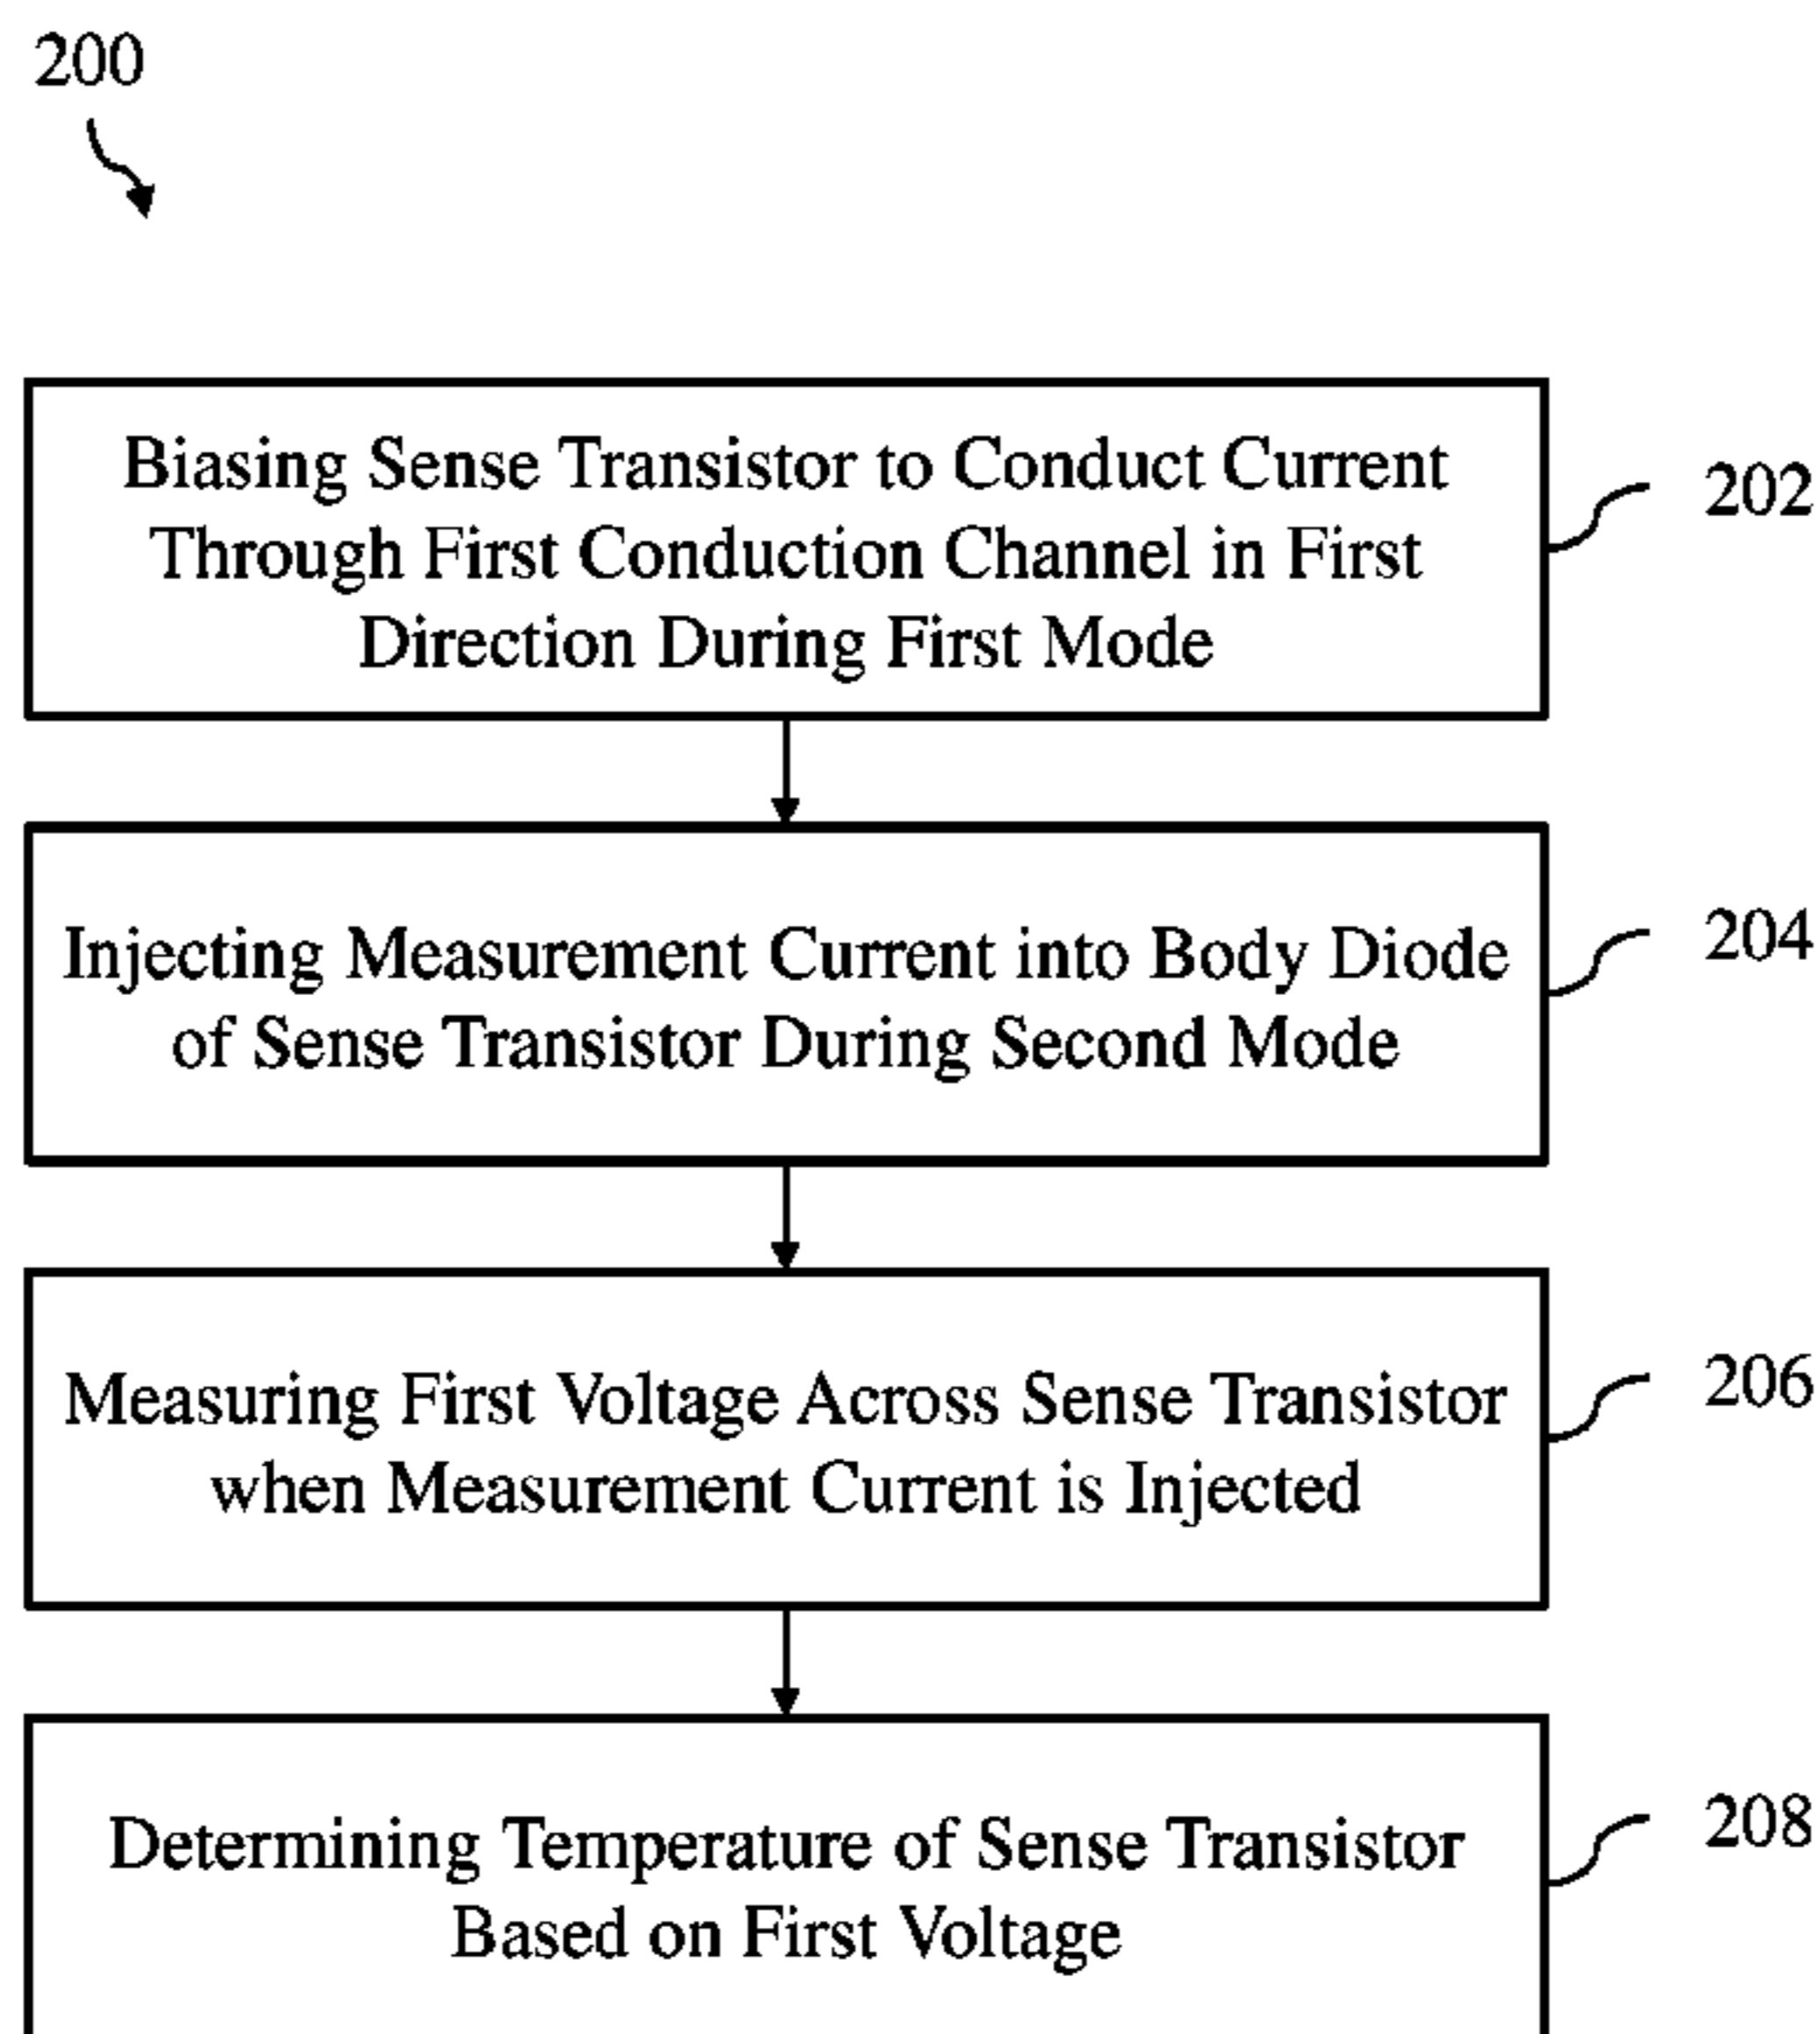 200
Biasing Sense Transistor to Conduct Current
Through First Conduction Channel in First
Direction During First Mode
202
Injecting Measurement Current into Body Diode
of Sense Transistor During Second Mode
204
Measuring First Voltage Across Sense Transistor
when Measurement Current is Injected
206
Determining Temperature of Sense Transistor
Based on First Voltage
208